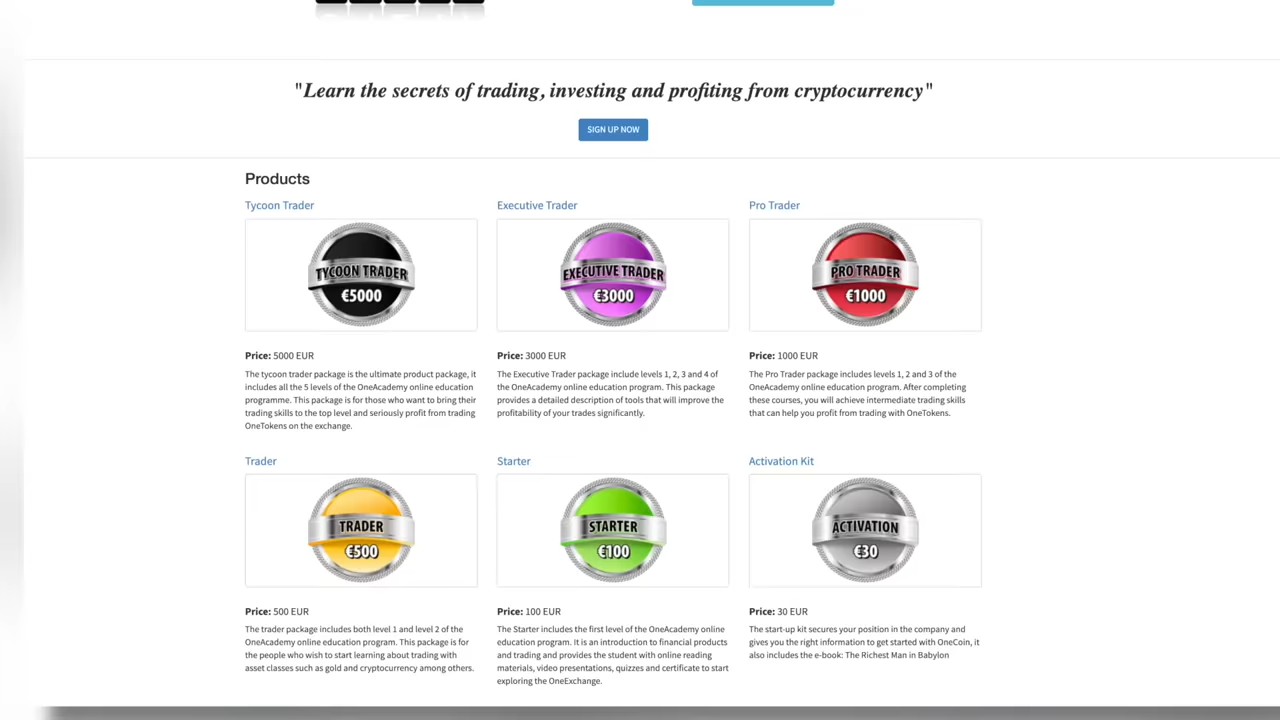 "Learn the secrets of trading, investing and profiting from cryptocurrency"
SIGN UP NOW
Products
Tycoon Trader
TYCOON TRADER
€5000
Price: 5000 EUR
The tycoon trader package is the ultimate product package, it
includes all the 5 levels of the OneAcademy online education
programme. This package is for those who want to bring their
trading skills to the top level and seriously profit from trading
OneTokens on the exchange.
Executive Trader
EXECUTIVE TRADER
€3000
Price: 3000 EUR
The Executive Trader package include levels 1, 2, 3 and 4 of
the OneAcademy online education program. This package
provides a detailed description of tools that will improve the
profitability of your trades significantly.
Pro Trader
PRO TRADER
€1000
Price: 1000 EUR
The Pro Trader package includes levels 1, 2 and 3 of the
OneAcademy online education program. After completing
these courses, you will achieve intermediate trading skills
that can help you profit from trading with OneTokens.
Trader
TRADER
€500
Price: 500 EUR
The trader package includes both level 1 and level 2 of the
OneAcademy online education program. This package is for
the people who wish to start learning about trading with
asset classes such as gold and cryptocurrency among others.
Starter
STARTER
€100
Price: 100 EUR
The Starter includes the first level of the OneAcademy online
education program. It is an introduction to financial products
and trading and provides the student with online reading
materials, video presentations, quizzes and certificate to start
exploring the OneExchange.
Activation Kit
ACTIVATION
€30
Price: 30 EUR
The start-up kit secures your position in the company and
gives you the right information to get started with OneCoin, it
also includes the e-book: The Richest Man in Babylon